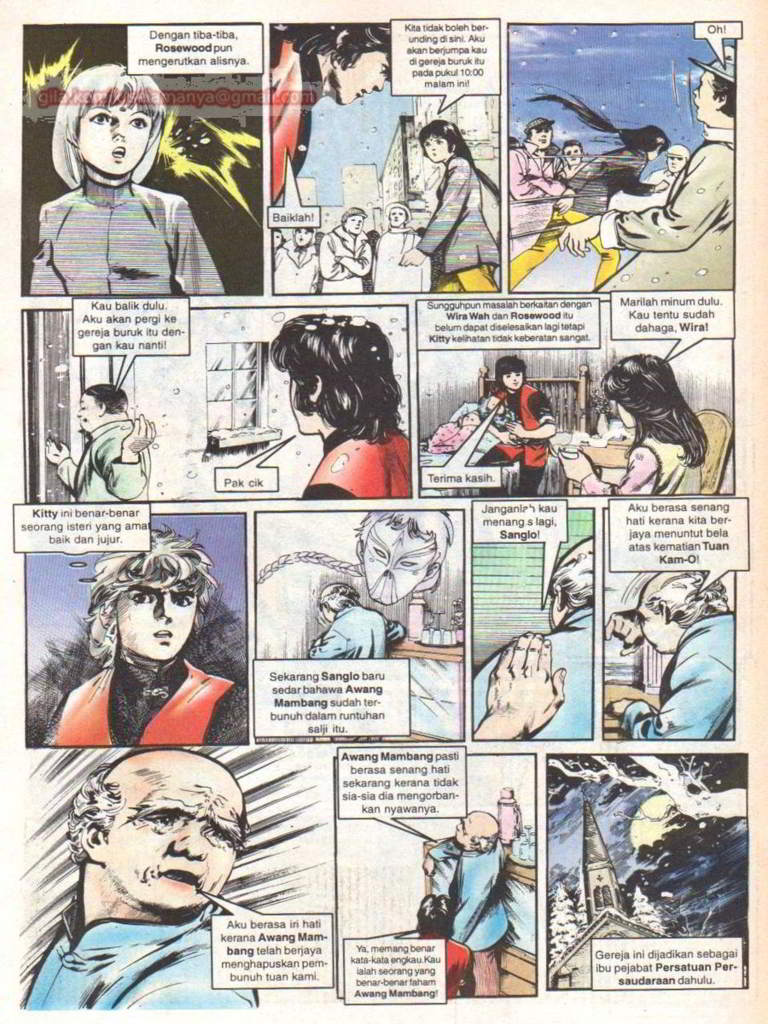 Dengan tiba-tiba,
Rosewood pun
mengerutkan alisnya.
Kita tidak boleh ber-
unding di sini. Aku
akan berjumpa kau
di gereja buruk itu
pada pukul 10:00
malam ini!
Baiklah!
Oh!
Kau balik dulu.
Aku akan pergi ke
gereja buruk itu den-
gan kau nanti!
Pak cik
Sungguhpun masalah berkaitan dengan
Wira Wah dan Rosewood itu
belum dapat diselesaikan lagi tetapi
Kitty kelihatan tidak keberatan sangat.
Marilah minum dulu.
Kau tentu sudah
dahaga, Wira!
Terima kasih.
Kitty ini benar-benar
seorang isteri yang amat
baik dan jujur.
Sekarang Sanglo baru
sedar bahawa Awang
Mambang sudah ter-
bunuh dalam runtuhan
salji itu.
kau
lagi,
Sanglo!
Aku berasa senang
hati kerana kita ber-
jaya menuntut bela
atas kematian Tuan
Kam-O!
Aku berasa iri hati
kerana Awang Mam-
bang telah berjaya
menghapuskan pem-
bunuh tuan kami.
Awang Mambang pasti
berasa senang hati
sekarang kerana tidak
sia-sia dia mengorban-
kan nyawanya.
Ya, memang benar
kata-kata engkau. Kau
ialah seorang yang
benar-benar faham
Awang Mambang!
Gereja ini dijadikan sebagai
ibu pejabat Persatuan Per-
saudaraan dahulu.